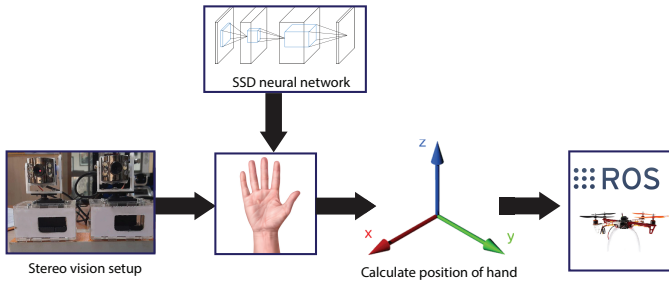 SSD neural network
z
x
y
ROS
Stereo vision setup
Calculate position of hand